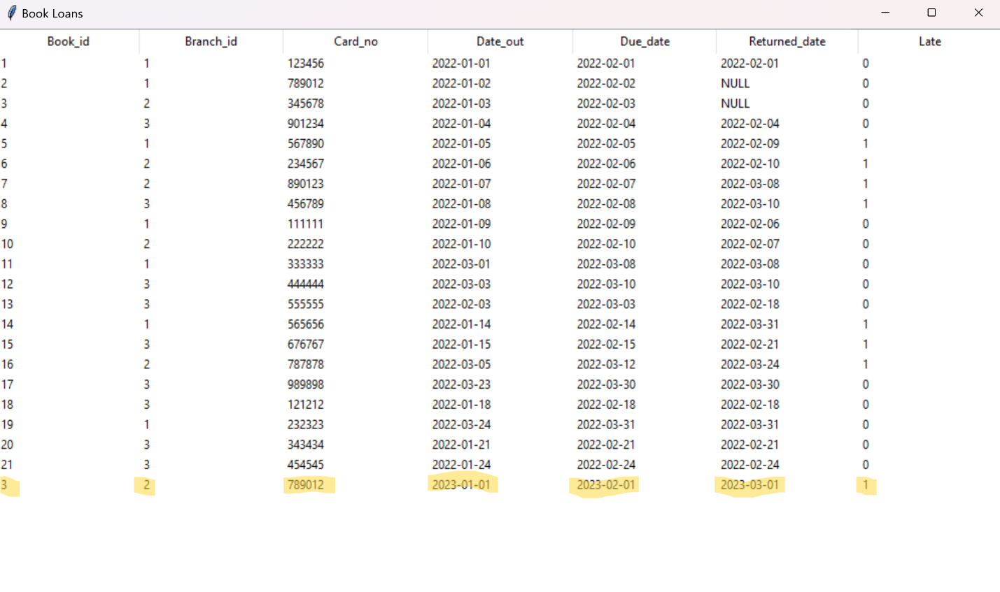 Book Loans
Book_id Branch_id Card_no Date_out Due_date Returned_date Late
1 1 123456 2022-01-01 2022-02-01 2022-02-01 0
2 1 789012 2022-01-02 2022-02-02 NULL 0
3 2 345678 2022-01-03 2022-02-03 NULL 0
4 3 901234 2022-01-04 2022-02-04 2022-02-04 0
5 1 567890 2022-01-05 2022-02-05 2022-02-09 1
6 2 234567 2022-01-06 2022-02-06 2022-02-10 1
7 2 890123 2022-01-07 2022-02-07 2022-03-08 1
8 3 456789 2022-01-08 2022-02-08 2022-03-10 1
9 1 111111 2022-01-09 2022-02-09 2022-02-06 0
10 2 222222 2022-01-10 2022-02-10 2022-02-07 0
11 1 333333 2022-03-01 2022-03-08 2022-03-08 0
12 3 444444 2022-03-03 2022-03-10 2022-03-10 0
13 3 555555 2022-02-03 2022-03-03 2022-02-18 0
14 1 565656 2022-01-14 2022-02-14 2022-03-31 1
15 3 676767 2022-01-15 2022-02-15 2022-02-21 1
16 2 787878 2022-03-05 2022-03-12 2022-03-24 1
17 3 989898 2022-03-23 2022-03-30 2022-03-30 0
18 3 121212 2022-01-18 2022-02-18 2022-02-18 0
19 1 232323 2022-03-24 2022-03-31 2022-03-31 0
20 3 343434 2022-01-21 2022-02-21 2022-02-21 0
21 3 454545 2022-01-24 2022-02-24 2022-02-24 0
3 2 789012 2023-01-01 2023-02-01 2023-03-01 1